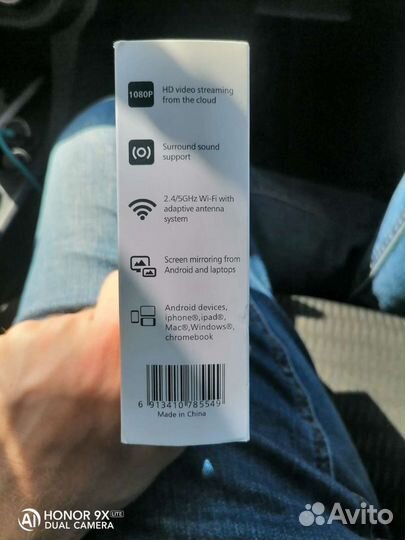 1080P
HD video streaming
from the cloud
Surround sound
support
2.4/5GHz Wi-Fi with
adaptive antenna
system
Screen mirroring from
Android and laptops
Android devices,
iphone®,ipad®,
Mac®,Windows®,
chromebook
6 913410 785549
Made in China
AI HONOR 9X LITE
DUAL CAMERA
Avito